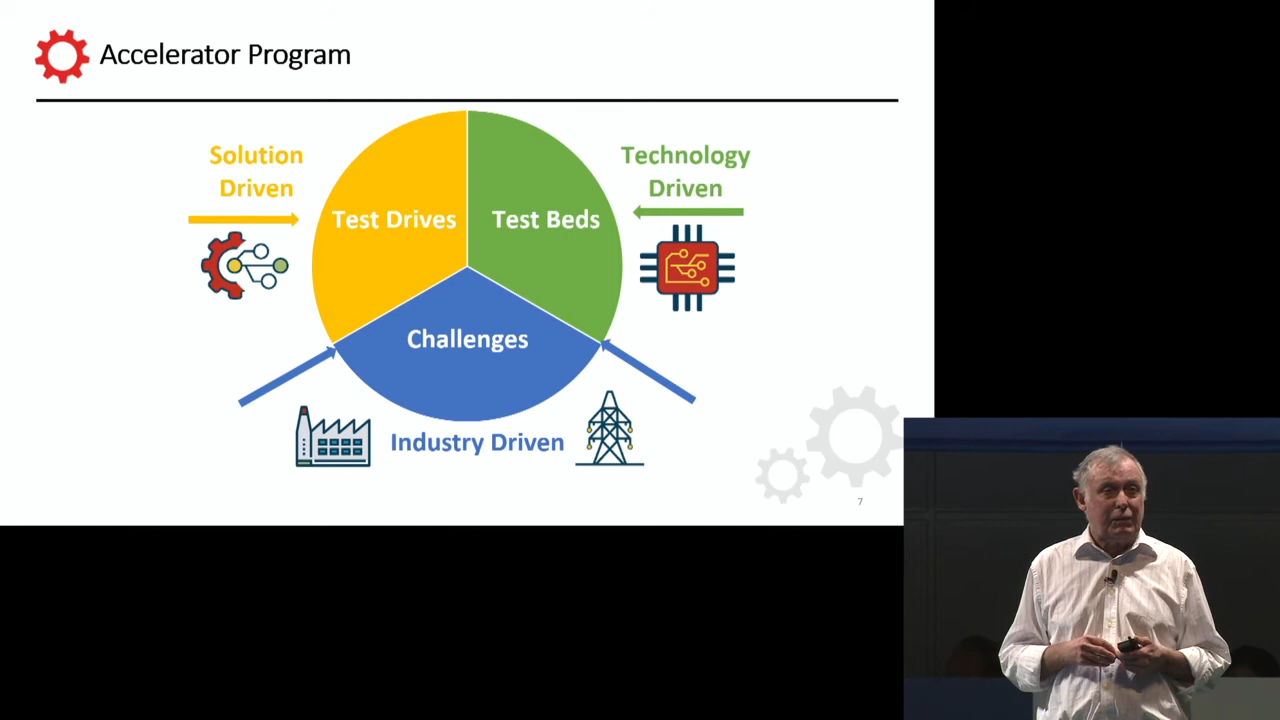 Accelerator Program
Solution
Driven
Technology
Driven
Test Drives
Test Beds
Challenges
Industry Driven
7